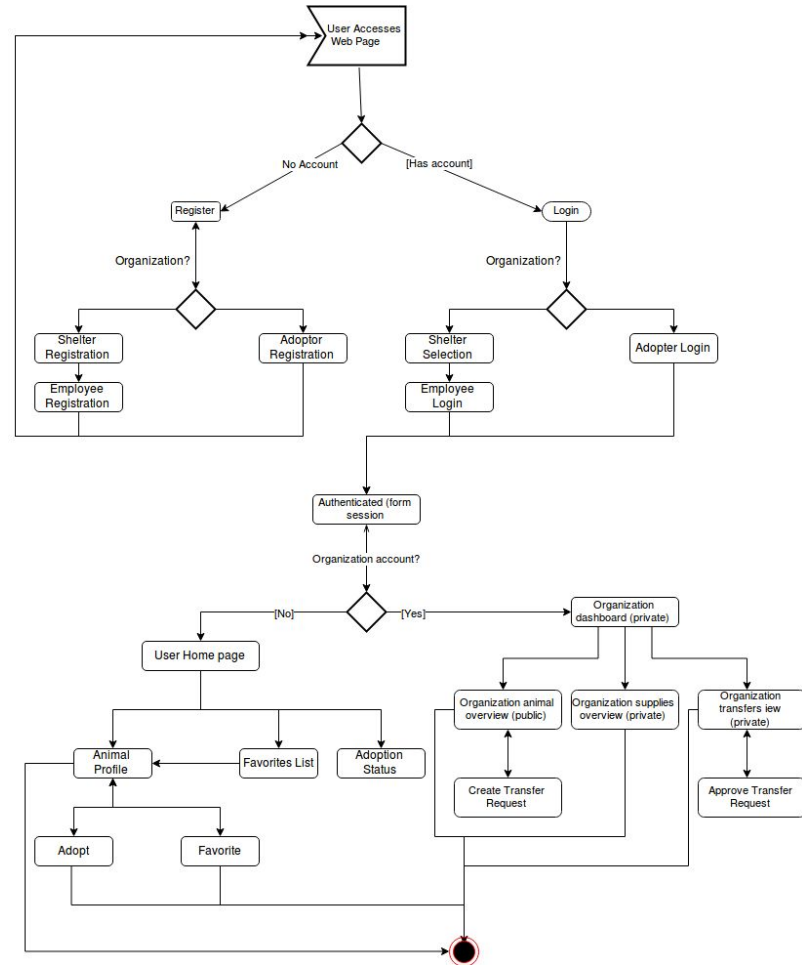 User Accesses
Web Page
No Account
[Has account]
Register
Login
Organization?
Organization?
Shelter
Registration
Adoptor
Registration
Shelter
Selection
Adopter Login
Employee
Registration
Employee
Login
Authenticated (form
session
Organization account?
[No]
[Yes]
Organization
dashboard (private)
User Home page
Organization animal
overview (public)
Organization supplies
overview (private)
Organization
transfers iew
(private)
Animal
Profile
Favorites List
Adoption
Status
Create Transfer
Request
Approve Transfer
Request
Adopt
Favorite